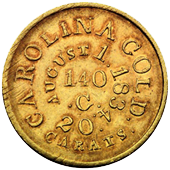 CAROLINA GOLD.
AUGUST 1, 1834.
140
.C.
20.
CARATS.